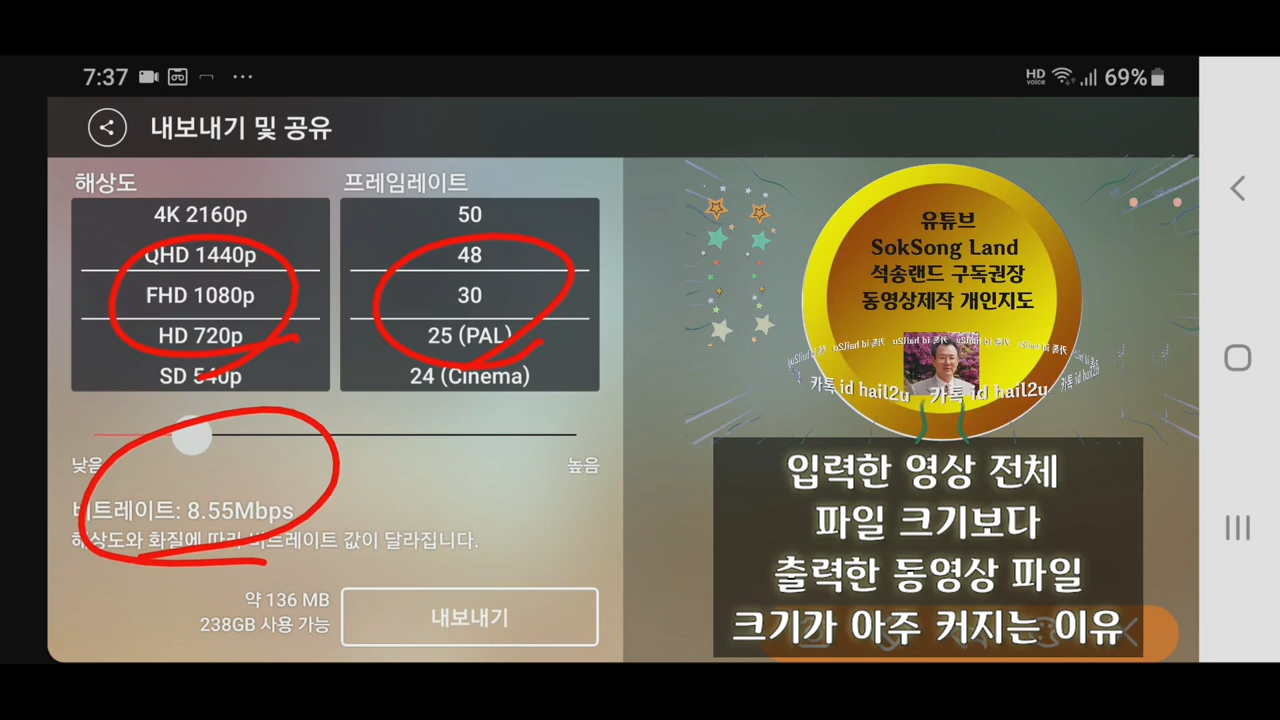 7:37
HD voice 69%
내보내기 및 공유
해상도
4K 2160p
QHD 1440p
FHD 1080p
HD 720p
SD 540p
프레임레이트
50
48
30
25 (PAL)
24 (Cinema)
낮음
높음
비트레이트: 8.55Mbps
해상도와 화질에 따라 비트레이트 값이 달라집니다.
약 136 MB
238GB 사용 가능
내보내기
유튜브
SokSong Land
석송랜드 구독권장
동영상제작 개인지도
카톡 id hail2u 카톡 id hail2u
입력한 영상 전체
파일 크기보다
출력한 동영상 파일
크기가 아주 커지는 이유